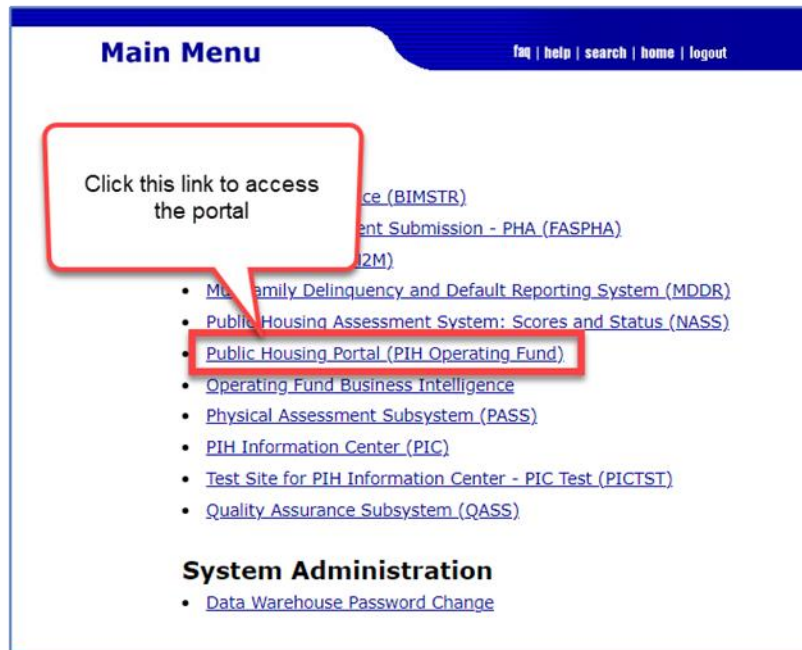 Main Menu
faq | help | search | home | logout
Click this link to access
the portal
ce (BIMSTR)
ent Submission - PHA (FASPHA)
2M)
amily Delinquency and Default Reporting System (MDDR)
Public Housing Assessment System: Scores and Status (NASS)
Public Housing Portal (PIH Operating Fund)
Operating Fund Business Intelligence
Physical Assessment Subsystem (PASS)
PIH Information Center (PIC)
Test Site for PIH Information Center - PIC Test (PICTST)
Quality Assurance Subsystem (QASS)
System Administration
Data Warehouse Password Change